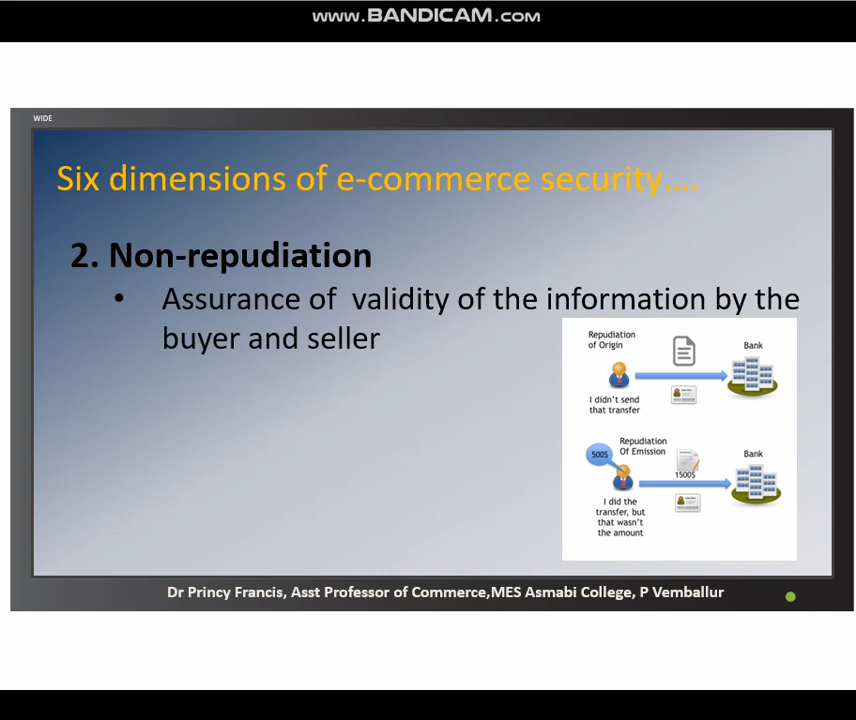 www.BANDICAM.com
WIDE
Six dimensions of e-commerce security....
2. Non-repudiation
• Assurance of validity of the information by the
buyer and seller
Repudiation
of Origin
Bank
I didn't send
that transfer
Repudiation
Of Emission
Bank
500$
1500$
I did the
transfer, but
that wasn't
the amount
Dr Princy Francis, Asst Professor of Commerce,MES Asmabi College, P Vemballur